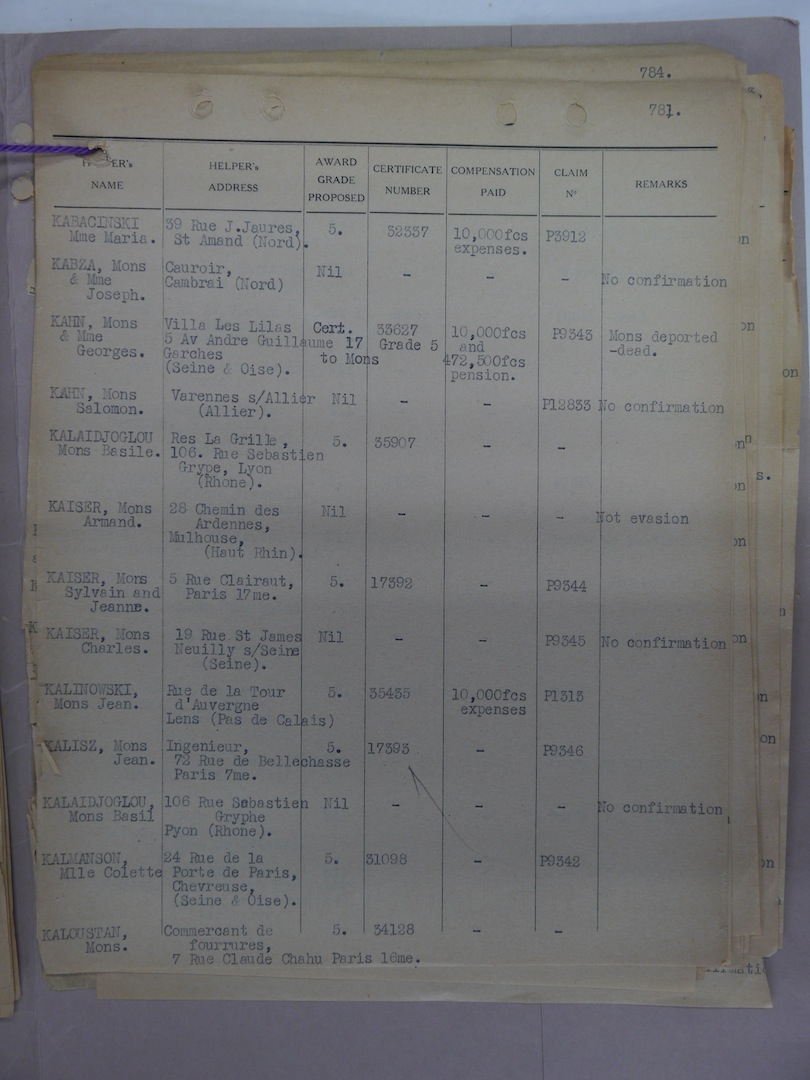 784.
781.
HELPER's NAME HELPER's ADDRESS AWARD GRADE PROPOSED CERTIFICATE NUMBER COMPENSATION PAID CLAIM Nº REMARKS
KABACINSKI 39 Rue J.Jaures, 5. 32337 10,000fcs P3912
Mme Maria. St Amand (Nord). expenses.
KABZA, Mons Cauroir, Nil - - - No confirmation
& Mme Cambrai (Nord)
Joseph.
KAHN, Mons Villa Les Lilas Cert. 33627 10,000fcs P9343 Mons deported
& Mme 5 Av Andre Guillaume 17 Grade 5 and -dead.
Georges. Garches to Mons 472,500fcs
(Seine & Oise). pension.
KAHN, Mons Varennes s/Allier Nil - - P12833 No confirmation
Salomon. (Allier).
KALAIDJOGLOU Res La Grille, 5. 35907 - -
Mons Basile. 106. Rue Sebastien
Grype, Lyon
(Rhone).
KAISER, Mons 28 Chemin des Nil - - - Not evasion
Armand. Ardennes,
Mulhouse,
(Haut Rhin).
KAISER, Mons 5 Rue Clairaut, 5. 17392 - P9344
Sylvain and Paris 17me.
Jeanne.
KAISER, Mons 19 Rue St James Nil - - P9345 No confirmation
Charles. Neuilly s/Seine
(Seine).
KALINOWSKI, Rue de la Tour 5. 35435 10,000fcs P1313
Mons Jean. d'Auvergne expenses
Lens (Pas de Calais)
KALISZ, Mons Ingenieur, 5. 17393 - P9346
Jean. 72 Rue de Bellechasse
Paris 7me.
KALAIDJOGLOU, 106 Rue Sebastien Nil - - - No confirmation
Mons Basil Gryphe
Pyon (Rhone).
KALMANSON, 24 Rue de la 5. 31098 - P9342
Mlle Colette Porte de Paris,
Chevreuse,
(Seine & Oise).
KALOUSTAN, Commercant de 5. 34128 - -
Mons. fourrures,
7 Rue Claude Chahu Paris 16me.